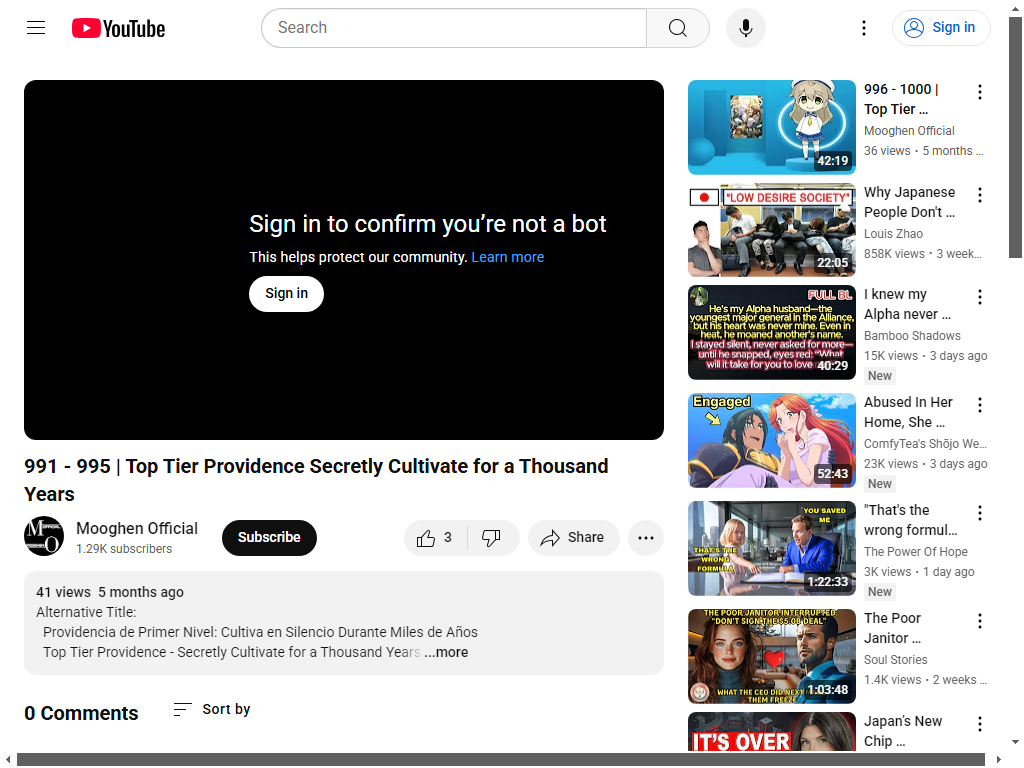 YouTube
Search
Sign in
Sign in to confirm you’re not a bot
This helps protect our community. Learn more
Sign in
991 - 995 | Top Tier Providence Secretly Cultivate for a Thousand
Years
Mooghen Official
1.29K subscribers
Subscribe
3
Share
41 views 5 months ago
Alternative Title:
Providencia de Primer Nivel: Cultiva en Silencio Durante Miles de Años
Top Tier Providence - Secretly Cultivate for a Thousand Years ...more
0 Comments
Sort by
42:19
996 - 1000 |
Top Tier ...
Mooghen Official
36 views • 5 months ...
"LOW DESIRE SOCIETY"
22:05
Why Japanese
People Don't ...
Louis Zhao
858K views • 3 week...
FULL BL
He's my Alpha husband—the
youngest major general in the Alliance,
but his heart was never mine. Even in
heat, he moaned another's name.
I stayed silent, never asked for more—
until he snapped, eyes red: "What
will it take for you to love
40:29
I knew my
Alpha never ...
Bamboo Shadows
15K views • 3 days ago
New
Engaged
52:43
Abused In Her
Home, She ...
ComfyTea's Shōjo We...
23K views • 3 days ago
New
"YOU SAVED
ME
THAT'S THE
WRONG
FORMULA
1:22:33
"That's the
wrong formul...
The Power Of Hope
3K views • 1 day ago
New
THE POOR JANITOR INTERRUPTED:
"DON'T SIGN THE $5.0B DEAL"
WHAT THE CEO DID NEXT
THEM FREEZE
1:03:48
The Poor
Janitor ...
Soul Stories
1.4K views • 2 weeks ...
IT'S OVER
Japan's New
Chip ...